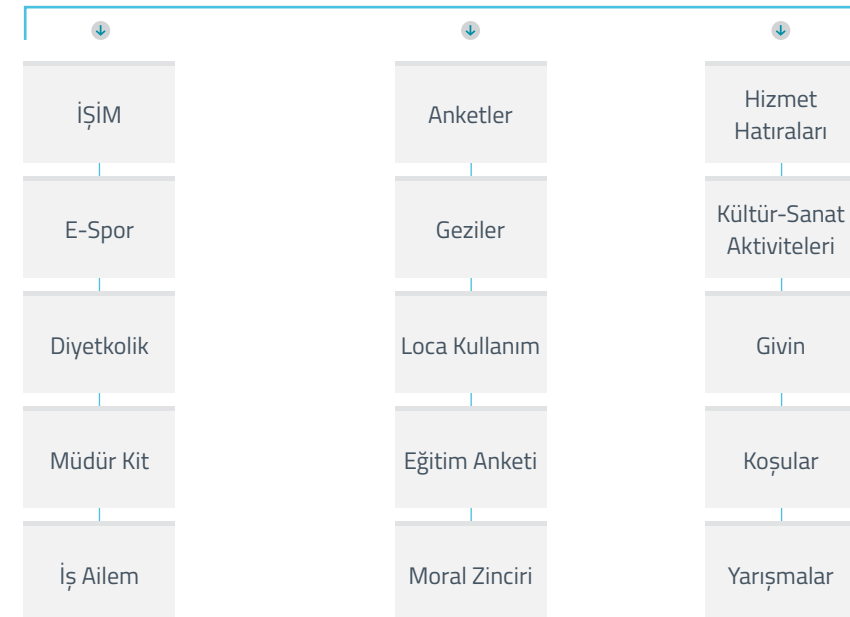 İŞİM
E-Spor
Diyetkolik
Müdür Kit
İş Ailem
Anketler
Geziler
Loca Kullanım
Eğitim Anketi
Moral Zinciri
Hizmet
Hatıraları
Kültür-Sanat
Aktiviteleri
Givin
Koşular
Yarışmalar